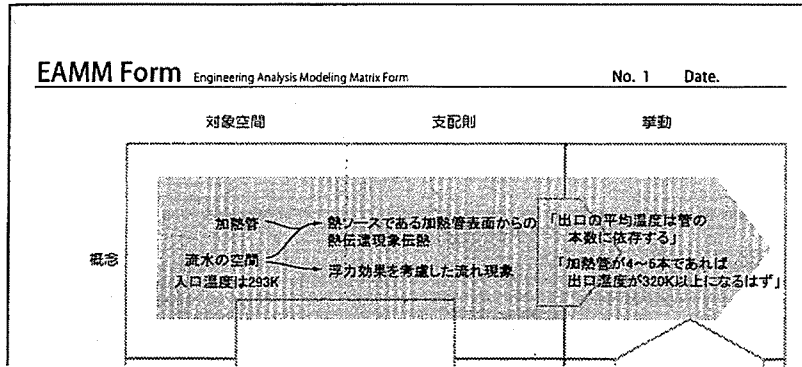 EAMM Form Engineering Analysis Modeling Matrix Form No. 1 Date.
対象空間 支配則 挙動
概念
加熱管
流水の空間
入口温度は293K
熱ソースである加熱管表面からの
熱伝達現象伝熱
浮力効果を考慮した流れ現象
「出口の平均温度は管の
本数に依存する」
「加熱管が4～6本であれば
出口温度が320K以上になるはず」